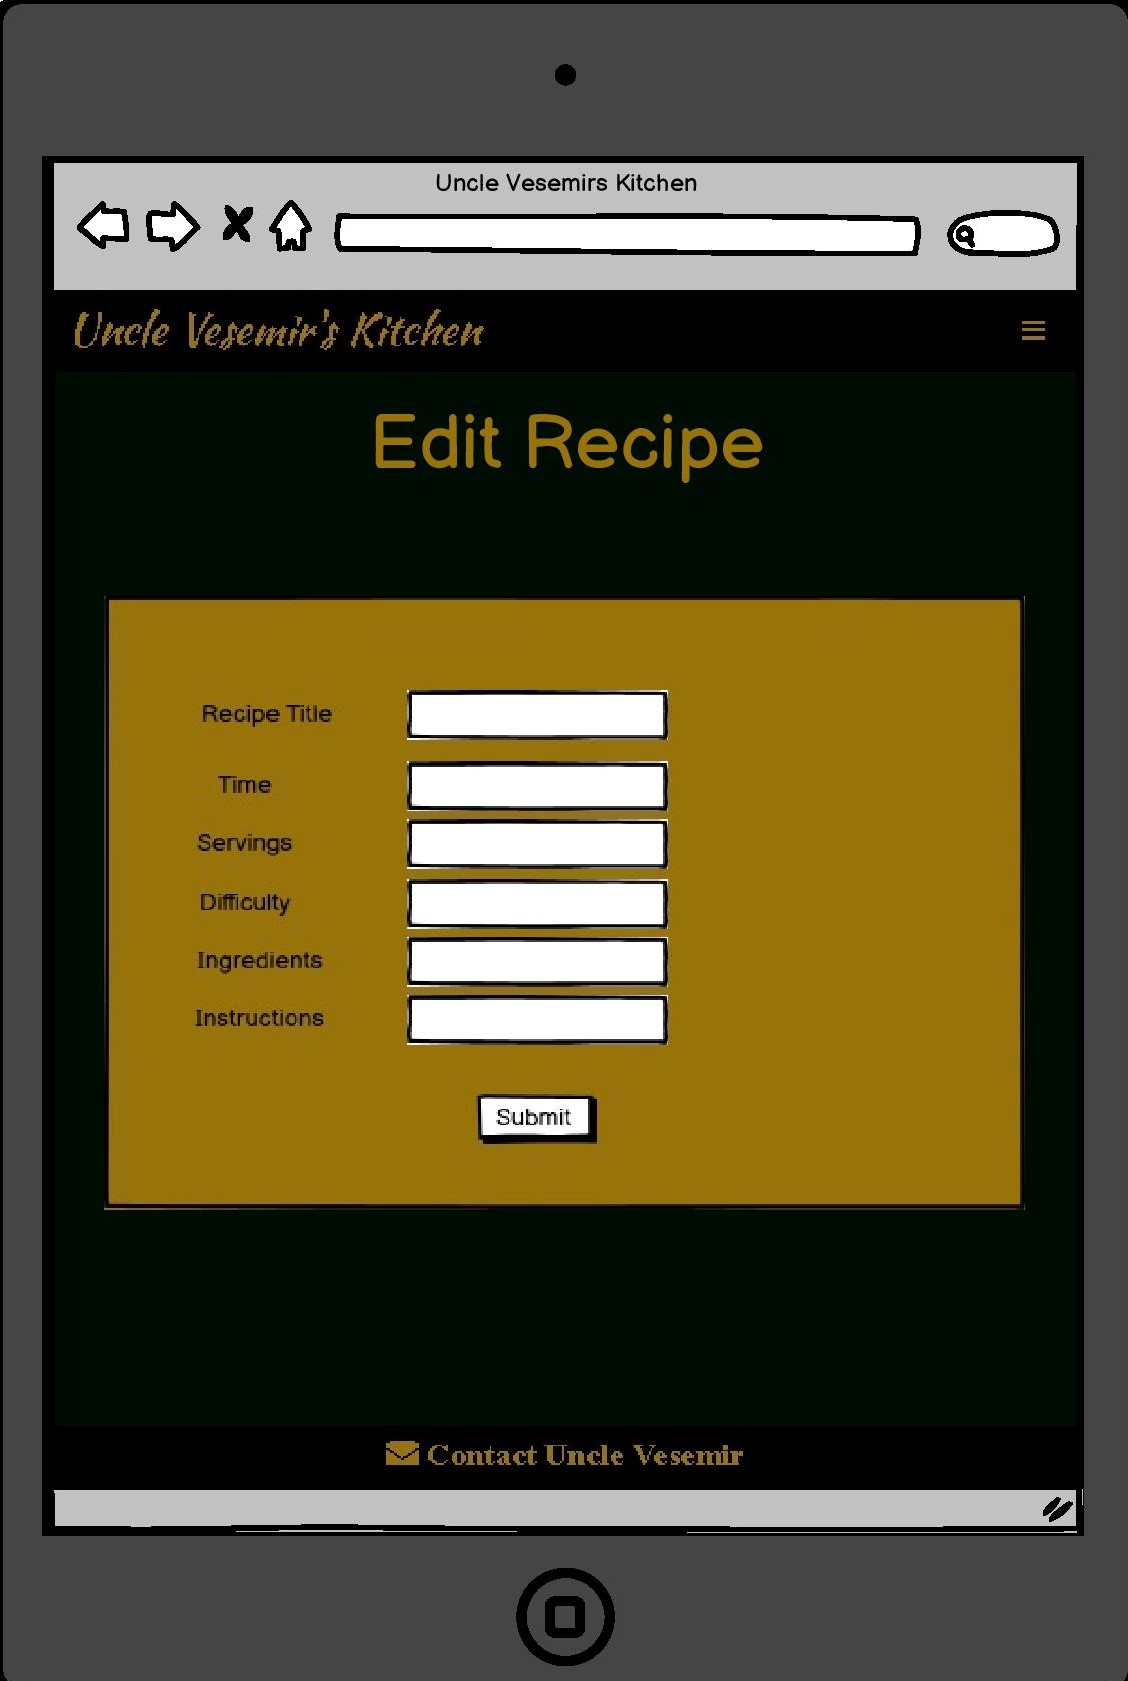 Uncle Vesemirs Kitchen
Uncle Vesemir's Kitchen
Edit Recipe
Recipe Title
Time
Servings
Difficulty
Ingredients
Instructions
Submit
Contact Uncle Vesemir